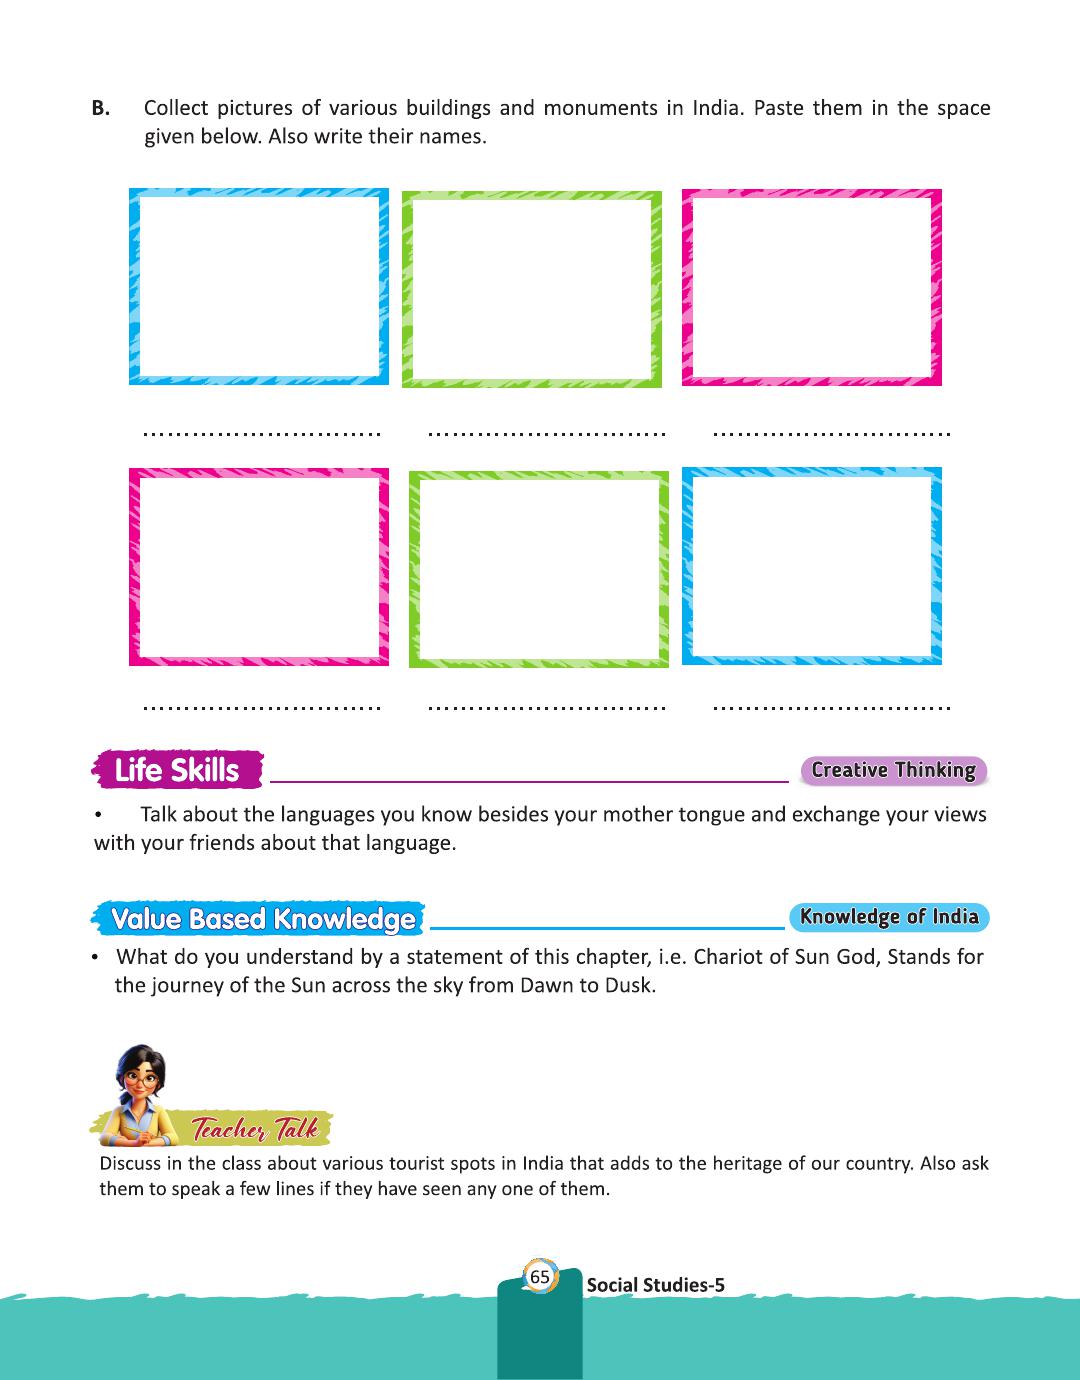 B. Collect pictures of various buildings and monuments in India. Paste them in the space
given below. Also write their names.
........................... ........................... ...........................
........................... ........................... ...........................
Life Skills Creative Thinking
• Talk about the languages you know besides your mother tongue and exchange your views
with your friends about that language.
Value Based Knowledge Knowledge of India
• What do you understand by a statement of this chapter, i.e. Chariot of Sun God, Stands for
the journey of the Sun across the sky from Dawn to Dusk.
Teacher Talk
Discuss in the class about various tourist spots in India that adds to the heritage of our country. Also ask
them to speak a few lines if they have seen any one of them.
65 Social Studies-5